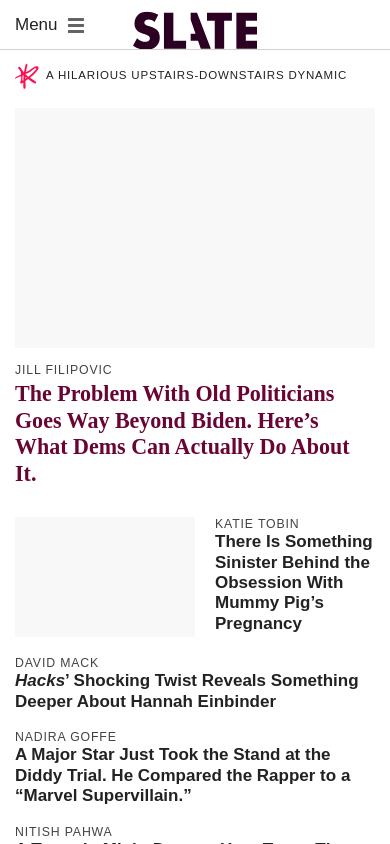 Menu
SLATE
A HILARIOUS UPSTAIRS-DOWNSTAIRS DYNAMIC
JILL FILIPOVIC
The Problem With Old Politicians
Goes Way Beyond Biden. Here’s
What Dems Can Actually Do About
It.
KATIE TOBIN
There Is Something
Sinister Behind the
Obsession With
Mummy Pig’s
Pregnancy
DAVID MACK
Hacks’ Shocking Twist Reveals Something
Deeper About Hannah Einbinder
NADIRA GOFFE
A Major Star Just Took the Stand at the
Diddy Trial. He Compared the Rapper to a
“Marvel Supervillain.”
NITISH PAHWA